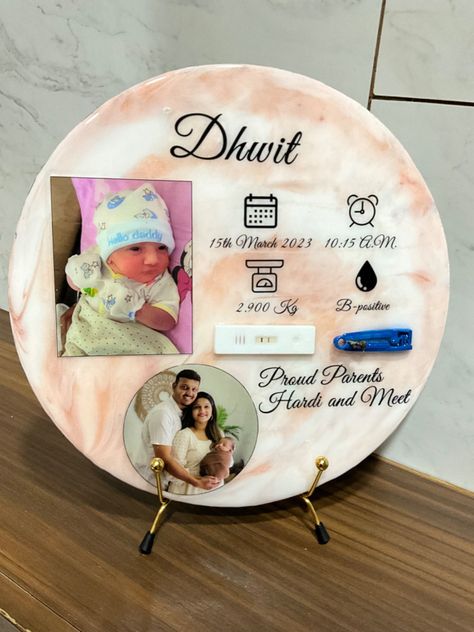 Dhwit
hello daddy
15th March 2023
10:15 A.M.
2.900 Kg
B-positive
Proud Parents
Hardi and Meet